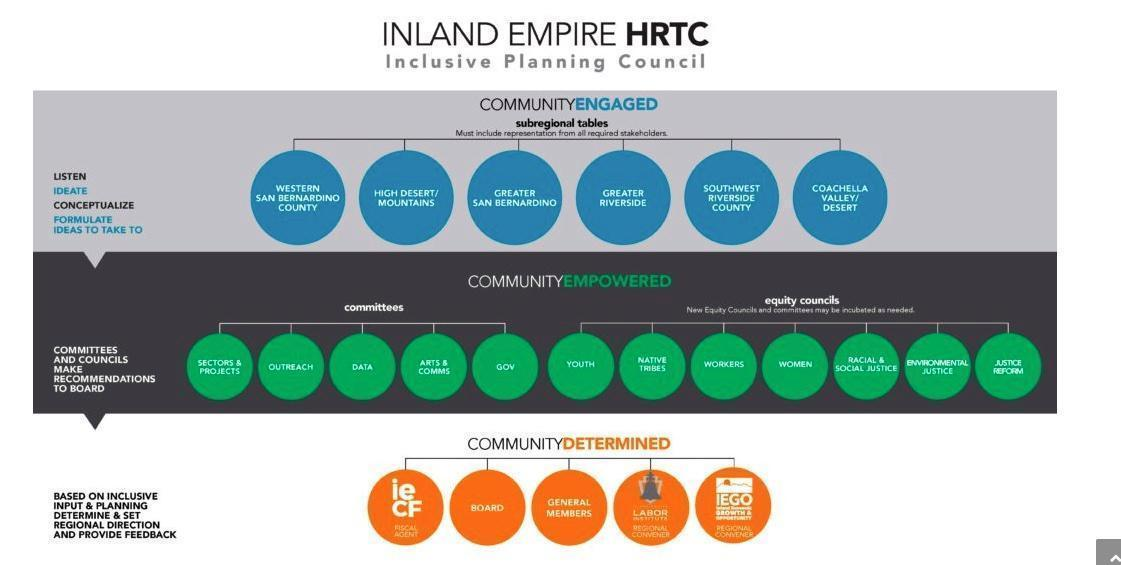 INLAND EMPIRE HRTC
Inclusive Planning Council
COMMUNITYENGAGED
subregional tables
Must include representation from all required stakeholders.
LISTEN
IDEATE
CONCEPTUALIZE
FORMULATE
IDEAS TO TAKE TO
WESTERN
SAN BERNARDINO
COUNTY
HIGH DESERT/
MOUNTAINS
GREATER
SAN BERNARDINO
GREATER
RIVERSIDE
SOUTHWEST
RIVERSIDE
COUNTY
COACHELLA
VALLEY/
DESERT
COMMUNITYEMPOWERED
committees
equity councils
New Equity Councils and committees may be incubated as needed.
COMMITTEES
AND COUNCILS
MAKE
RECOMMENDATIONS
TO BOARD
SECTORS &
PROJECTS
OUTREACH
DATA
ARTS &
COMMS
GOV
YOUTH
NATIVE
TRIBES
WORKERS
WOMEN
RACIAL &
SOCIAL JUSTICE
ENVIRONMENTAL
JUSTICE
JUSTICE
REFORM
COMMUNITYDETERMINED
BASED ON INCLUSIVE
INPUT & PLANNING
DETERMINE & SET
REGIONAL DIRECTION
AND PROVIDE FEEDBACK
ie
CF
FISCAL
AGENT
BOARD
GENERAL
MEMBERS
LABOR
INSTITUTE
REGIONAL
CONVENER
IEGO
Inland Economic
GROWTH &
OPPORTUNITY
REGIONAL
CONVENER